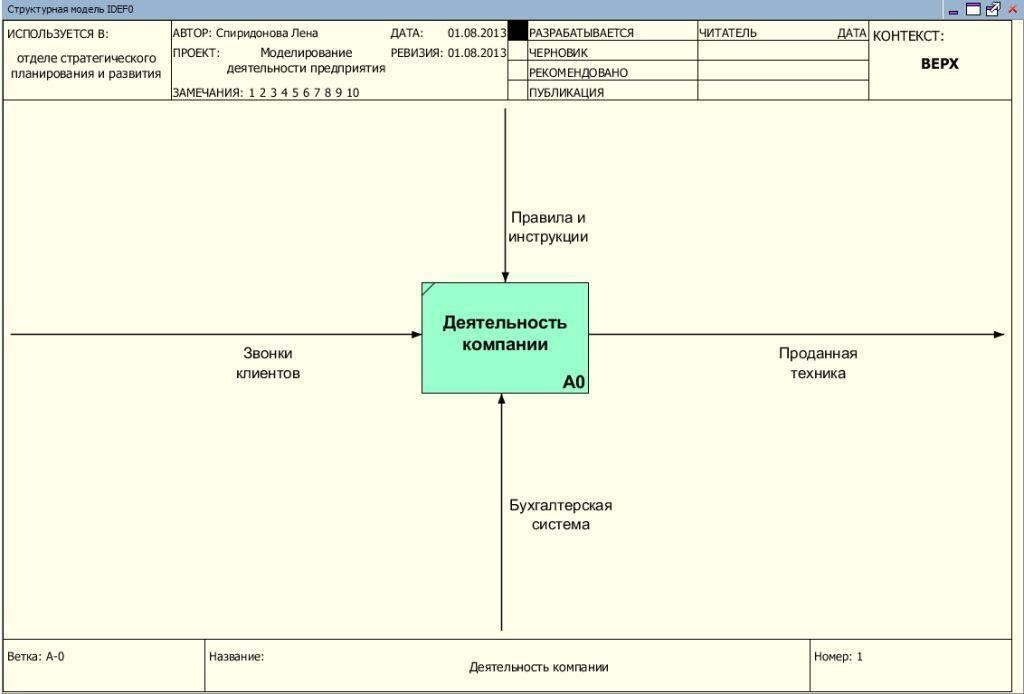 Структурная модель IDEF0
ИСПОЛЬЗУЕТСЯ В:
отделе стратегического
планирования и развития
АВТОР: Спиридонова Лена
ДАТА: 01.08.2013
ПРОЕКТ: Моделирование
деятельности предприятия
РЕВИЗИЯ: 01.08.2013
ЗАМЕЧАНИЯ: 1 2 3 4 5 6 7 8 9 10
РАЗРАБАТЫВАЕТСЯ
ЧЕРНОВИК
РЕКОМЕНДОВАНО
ПУБЛИКАЦИЯ
ЧИТАТЕЛЬ ДАТА
КОНТЕКСТ:
ВЕРХ
Правила и
инструкции
Деятельность
компании
A0
Звонки
клиентов
Проданная
техника
Бухгалтерская
система
Ветка: A-0
Название:
Деятельность компании
Номер: 1